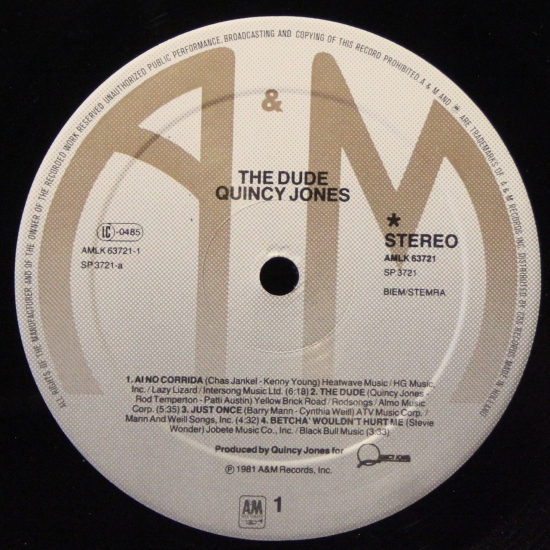 ALL RIGHTS OF THE MANUFACTURER AND OF THE OWNER OF THE RECORDED WORK RESERVED UNAUTHORIZED PUBLIC PERFORMANCE, BROADCASTING AND COPYING OF THIS RECORD PROHIBITED A & M AND * ARE TRADEMARKS OF A & M RECORDS INC. DISTRIBUTED BY CBS RECORDS MADE IN HOLLAND
A & M
THE DUDE
QUINCY JONES
LC -0485
AMLK 63721-1
SP 3721-a
*
STEREO
AMLK 63721
SP 3721
BIEM/STEMRA
1. AI NO CORRIDA (Chas Jankel - Kenny Young) Heatwave Music / HG Music,
Inc. / Lazy Lizard / Intersong Music Ltd. (6:18) 2. THE DUDE (Quincy Jones -
Rod Temperton - Patti Austin) Yellow Brick Road / Rodsongs / Almo Music
Corp. (5:35) 3. JUST ONCE (Barry Mann - Cynthia Weill) ATV Music Corp. /
Mann And Weill Songs, Inc. (4:32) 4. BETCHA' WOULDN'T HURT ME (Stevie
Wonder) Jobete Music Co., Inc. / Black Bull Music (3:33)
Produced by Quincy Jones for
QUINCY JONES
℗ 1981 A&M Records, Inc.
A&M
1